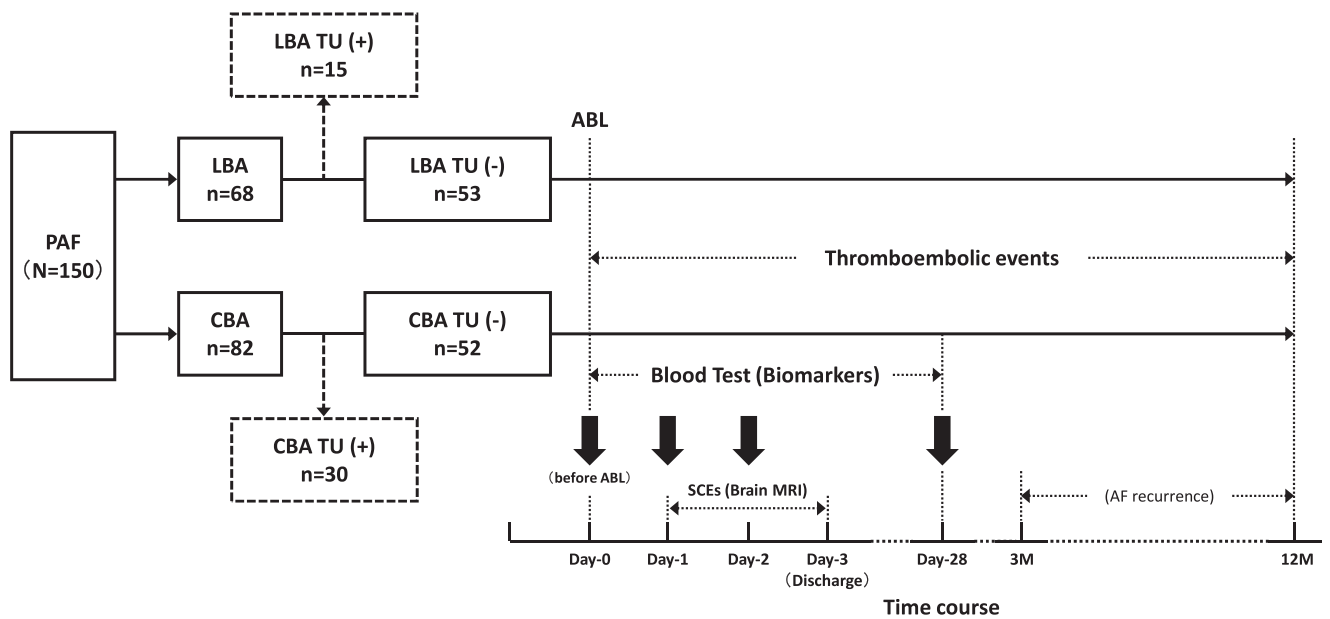 LBA TU (+)
n=15
ABL
LBA
n=68
LBA TU (-)
n=53
PAF
（N=150）
Thromboembolic events
CBA
n=82
CBA TU (-)
n=52
Blood Test (Biomarkers)
CBA TU (+)
n=30
（before ABL）
SCEs (Brain MRI)
(AF recurrence)
Day-0
Day-1
Day-2
Day-3
（Discharge）
Day-28
3M
12M
Time course